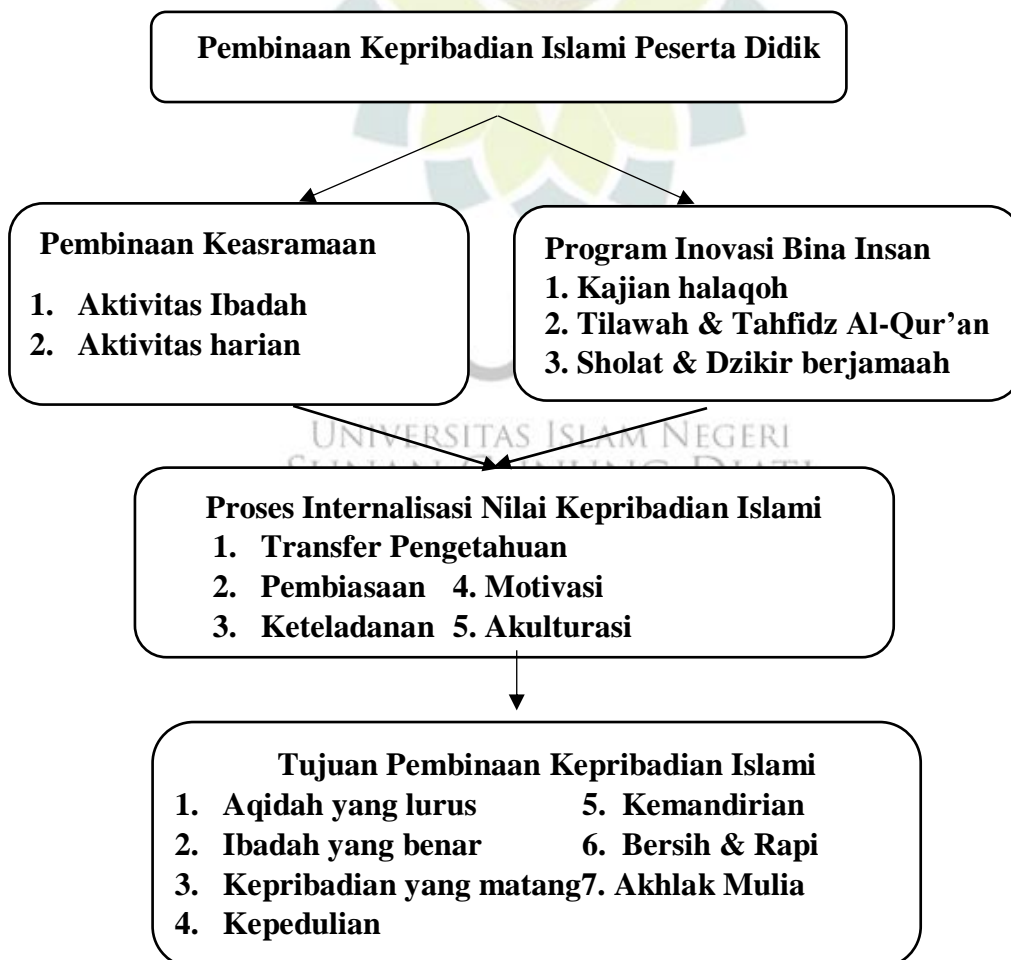 Pembinaan Kepribadian Islami Peserta Didik
Pembinaan Keasramaan
1. Aktivitas Ibadah
2. Aktivitas harian
Program Inovasi Bina Insan
1. Kajian halaqoh
2. Tilawah & Tahfidz Al-Qur’an
3. Sholat & Dzikir berjamaah
UNIVERSITAS ISLAM NEGERI
SUNAN GUNUNG DJATI
Proses Internalisasi Nilai Kepribadian Islami
1. Transfer Pengetahuan
2. Pembiasaan 4. Motivasi
3. Keteladanan 5. Akulturasi
Tujuan Pembinaan Kepribadian Islami
1. Aqidah yang lurus 5. Kemandirian
2. Ibadah yang benar 6. Bersih & Rapi
3. Kepribadian yang matang7. Akhlak Mulia
4. Kepedulian